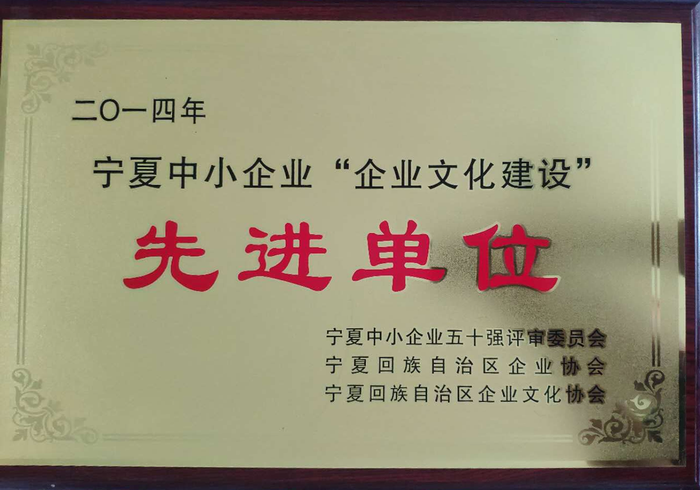 二〇一四年
宁夏中小企业“企业文化建设”
先进单位
宁夏中小企业五十强评审委员会
宁夏回族自治区企业协会
宁夏回族自治区企业文化协会